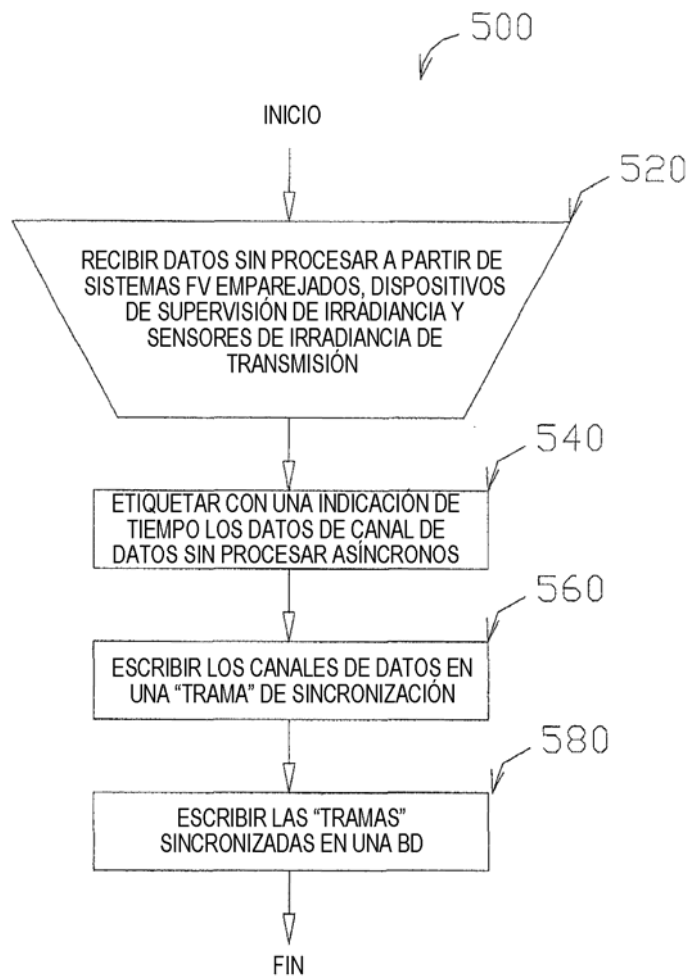 500
INICIO
520
RECIBIR DATOS SIN PROCESAR A PARTIR DE
SISTEMAS FV EMPAREJADOS, DISPOSITIVOS
DE SUPERVISIÓN DE IRRADIANCIA Y
SENSORES DE IRRADIANCIA DE
TRANSMISIÓN
540
ETIQUETAR CON UNA INDICACIÓN DE
TIEMPO LOS DATOS DE CANAL DE
DATOS SIN PROCESAR ASÍNCRONOS
560
ESCRIBIR LOS CANALES DE DATOS EN
UNA “TRAMA” DE SINCRONIZACIÓN
580
ESCRIBIR LAS “TRAMAS”
SINCRONIZADAS EN UNA BD
FIN